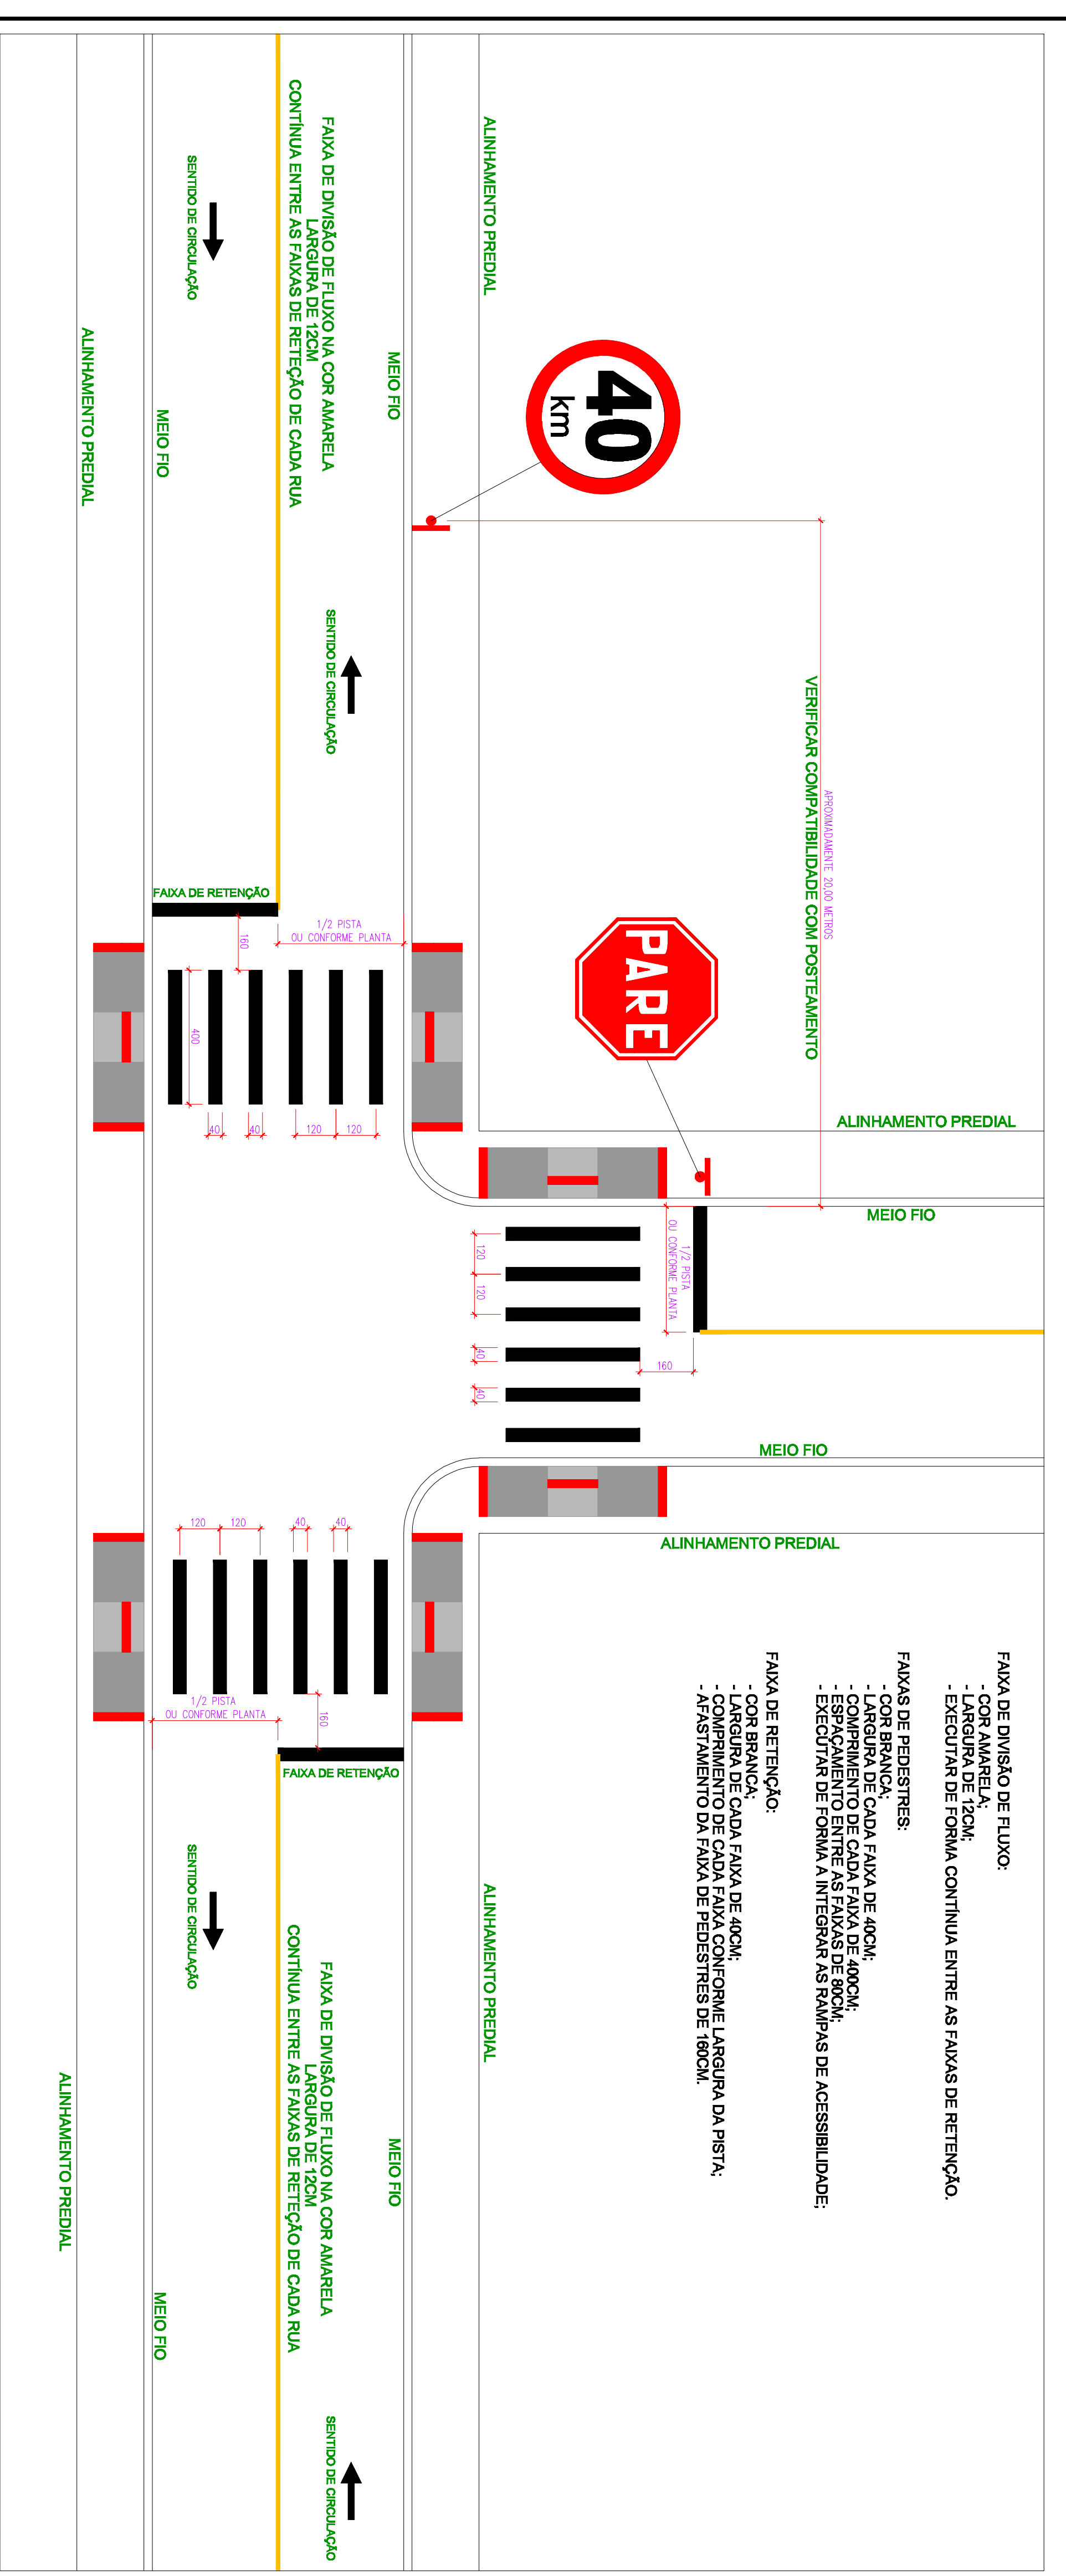 FAIXA DE DIVISÃO DE FLUXO:
- COR AMARELA;
- LARGURA DE 12CM;
- EXECUTAR DE FORMA CONTÍNUA ENTRE AS FAIXAS DE RETENÇÃO.
FAIXAS DE PEDESTRES:
- COR BRANCA;
- LARGURA DE CADA FAIXA DE 40CM;
- COMPRIMENTO DE CADA FAIXA DE 400CM;
- ESPAÇAMENTO ENTRE AS FAIXAS DE 80CM;
- EXECUTAR DE FORMA A INTEGRAR AS RAMPAS DE ACESSIBILIDADE;
FAIXA DE RETENÇÃO:
- COR BRANCA;
- LARGURA DE CADA FAIXA DE 40CM;
- COMPRIMENTO DE CADA FAIXA CONFORME LARGURA DA PISTA;
- AFASTAMENTO DA FAIXA DE PEDESTRES DE 160CM.
ALINHAMENTO PREDIAL
MEIO FIO
MEIO FIO
ALINHAMENTO PREDIAL
APROXIMADAMENTE 20,00 METROS
VERIFICAR COMPATIBILIDADE COM POSTEAMENTO
40
km
PARE
1/2 PISTA
OU CONFORME PLANTA
160
120
120
40
40
ALINHAMENTO PREDIAL
ALINHAMENTO PREDIAL
MEIO FIO
MEIO FIO
FAIXA DE DIVISÃO DE FLUXO NA COR AMARELA
LARGURA DE 12CM
CONTÍNUA ENTRE AS FAIXAS DE RETEÇÃO DE CADA RUA
SENTIDO DE CIRCULAÇÃO
SENTIDO DE CIRCULAÇÃO
FAIXA DE RETENÇÃO
1/2 PISTA
OU CONFORME PLANTA
160
400
40
40
120
120
120
120
40
40
1/2 PISTA
OU CONFORME PLANTA
160
FAIXA DE RETENÇÃO
FAIXA DE DIVISÃO DE FLUXO NA COR AMARELA
LARGURA DE 12CM
CONTÍNUA ENTRE AS FAIXAS DE RETEÇÃO DE CADA RUA
SENTIDO DE CIRCULAÇÃO
SENTIDO DE CIRCULAÇÃO
MEIO FIO
MEIO FIO
ALINHAMENTO PREDIAL
ALINHAMENTO PREDIAL